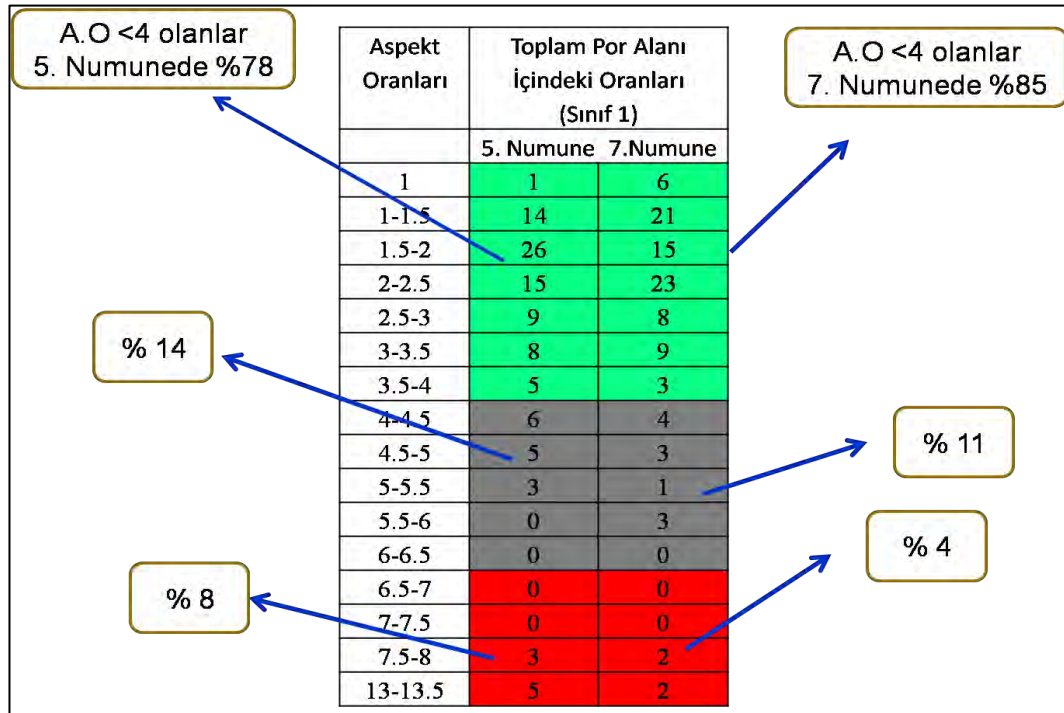 A.O <4 olanlar
5. Numunede %78
A.O <4 olanlar
7. Numunede %85
Aspekt Oranları
Toplam Por Alanı İçindeki Oranları (Sınıf 1)
5. Numune 7.Numune
1 1 6
1-1.5 14 21
1.5-2 26 15
2-2.5 15 23
2.5-3 9 8
3-3.5 8 9
3.5-4 5 3
4-4.5 6 4
4.5-5 5 3
5-5.5 3 1
5.5-6 0 3
6-6.5 0 0
6.5-7 0 0
7-7.5 0 0
7.5-8 3 2
13-13.5 5 2
% 14
% 11
% 4
% 8